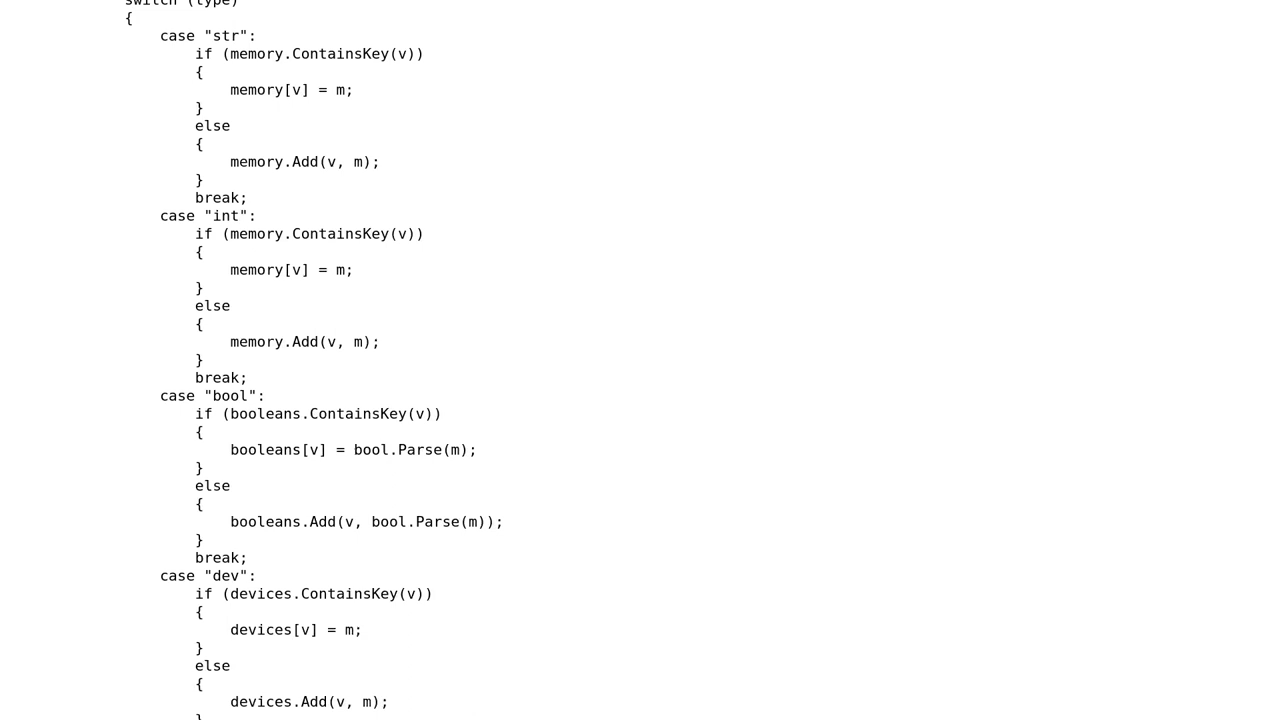 switch (type)
{
case "str":
if (memory.ContainsKey(v))
{
memory[v] = m;
}
else
{
memory.Add(v, m);
}
break;
case "int":
if (memory.ContainsKey(v))
{
memory[v] = m;
}
else
{
memory.Add(v, m);
}
break;
case "bool":
if (booleans.ContainsKey(v))
{
booleans[v] = bool.Parse(m);
}
else
{
booleans.Add(v, bool.Parse(m));
}
break;
case "dev":
if (devices.ContainsKey(v))
{
devices[v] = m;
}
else
{
devices.Add(v, m);
}